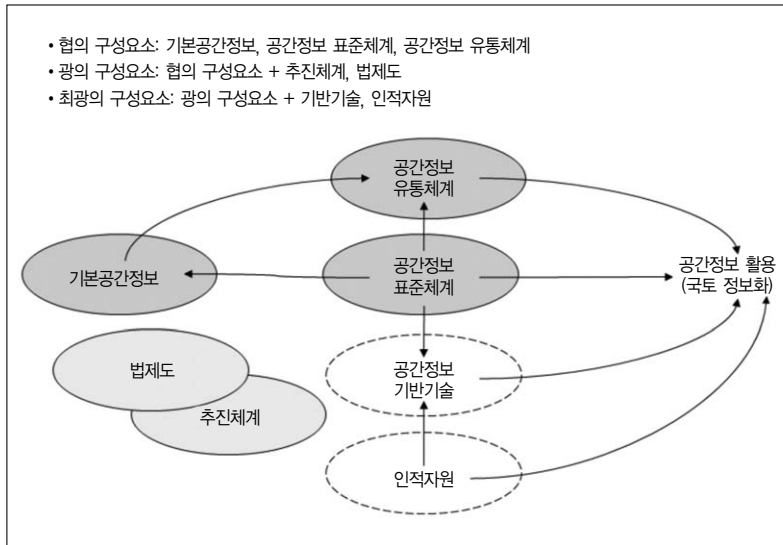 • 협의 구성요소: 기본공간정보, 공간정보 표준체계, 공간정보 유통체계
• 광의 구성요소: 협의 구성요소 + 추진체계, 법제도
• 최광의 구성요소: 광의 구성요소 + 기반기술, 인적자원
공간정보
유통체계
기본공간정보
공간정보
표준체계
공간정보 활용
(국토 정보화)
법제도
추진체계
공간정보
기반기술
인적자원